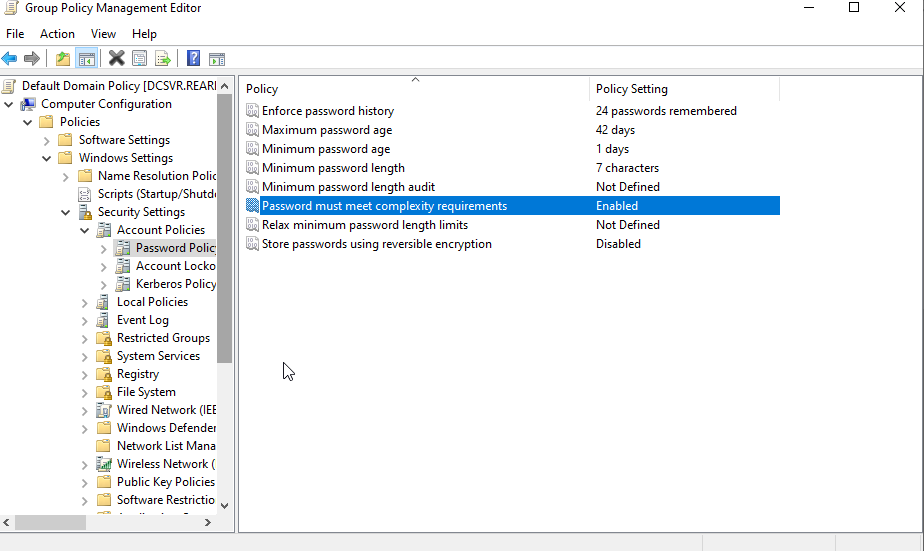 Group Policy Management Editor
File Action View Help
Default Domain Policy [DCSVR.REAR
Computer Configuration
Policies
Software Settings
Windows Settings
Name Resolution Polic
Scripts (Startup/Shutd
Security Settings
Account Policies
Password Policy
Account Locko
Kerberos Policy
Local Policies
Event Log
Restricted Groups
System Services
Registry
File System
Wired Network (IEE
Windows Defender
Network List Mana
Wireless Network (
Public Key Policies
Software Restrictio
Policy Policy Setting
Enforce password history 24 passwords remembered
Maximum password age 42 days
Minimum password age 1 days
Minimum password length 7 characters
Minimum password length audit Not Defined
Password must meet complexity requirements Enabled
Relax minimum password length limits Not Defined
Store passwords using reversible encryption Disabled